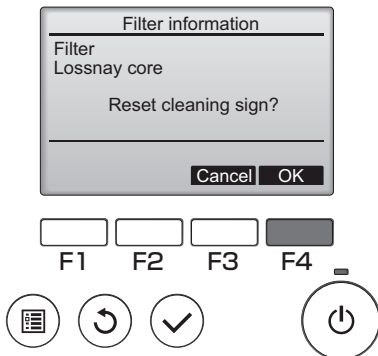 Filter information
Filter
Lossnay core
Reset cleaning sign?
Cancel OK
F1 F2 F3 F4